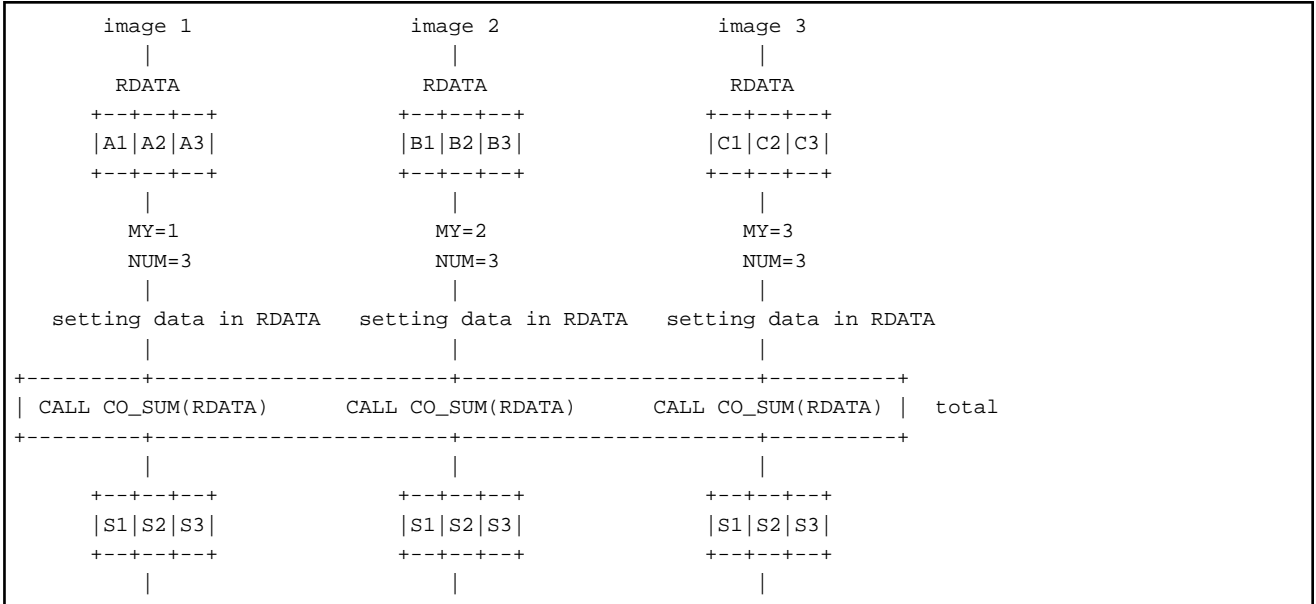 image 1                 image 2                 image 3
   |                       |                       |
 RDATA                   RDATA                   RDATA
+--+--+--+              +--+--+--+              +--+--+--+
|A1|A2|A3|              |B1|B2|B3|              |C1|C2|C3|
+--+--+--+              +--+--+--+              +--+--+--+
    |                       |                       |
   MY=1                    MY=2                    MY=3
   NUM=3                   NUM=3                   NUM=3
    |                       |                       |
setting data in RDATA   setting data in RDATA   setting data in RDATA
    |                       |                       |
+---------+-----------------------+-----------------------+----------+
| CALL CO_SUM(RDATA)      CALL CO_SUM(RDATA)      CALL CO_SUM(RDATA) |  total
+---------+-----------------------+-----------------------+----------+
    |                       |                       |
+--+--+--+              +--+--+--+              +--+--+--+
|S1|S2|S3|              |S1|S2|S3|              |S1|S2|S3|
+--+--+--+              +--+--+--+              +--+--+--+
    |                       |                       |